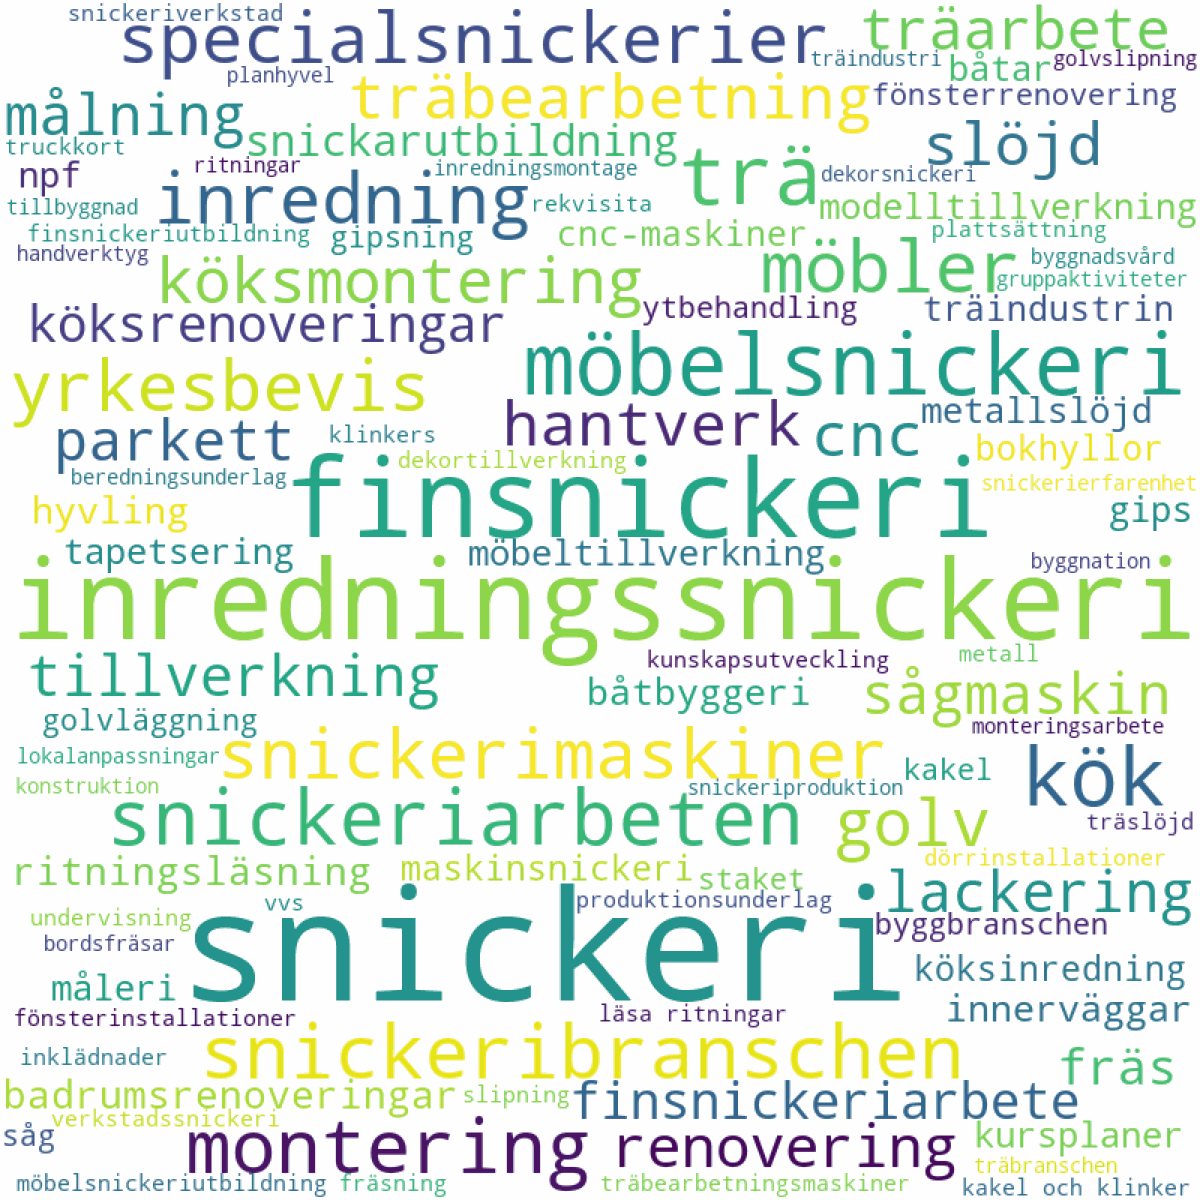 snickeriverkstad
specialsnickerier
träarbete
träindustri
golvslipning
planhyvel
båtar
träbearbetning
fönsterrenovering
målning
snickarutbildning
slöjd
truckkort
ritningar
inredningsmontage
trä
npf
dekorsnickeri
inredning
tillbyggnad
rekvisita
modelltillverkning
finsnickeriutbildning
gipsning
cnc-maskiner
plattsättning
handverktyg
möbler
byggnadsvård
gruppaktiviteter
köksmontering
ytbehandling
träindustrin
köksrenoveringar
möbelsnickeri
yrkesbevis
hantverk
metallslöjd
parkett
klinkers
cnc
bokhyllor
dekortillverkning
beredningsunderlag
snickerierfarenhet
finsnickeri
hyvling
gips
tapetsering
möbeltillverkning
byggnation
inredningssnickeri
kunskapsutveckling
metall
tillverkning
båtbyggeri
sågmaskin
golvläggning
monteringsarbete
lokalanpassningar
snickerimaskiner
kakel
kök
konstruktion
snickeriproduktion
snickeriarbeten
golv
träslöjd
dörrinstallationer
ritningsläsning
maskinsnickeri
staket
lackering
vvs
produktionsunderlag
undervisning
byggbranschen
bordsfräsar
snickeri
köksinredning
måleri
innerväggar
fönsterinstallationer
läsa ritningar
snickeribranschen
inklädnader
fräs
badrumsrenoveringar
slipning
finsnickeriarbete
verkstadssnickeri
såg
montering
renovering
kursplaner
träbranschen
möbelsnickeriutbildning
fräsning
träbearbetningsmaskiner
kakel och klinker